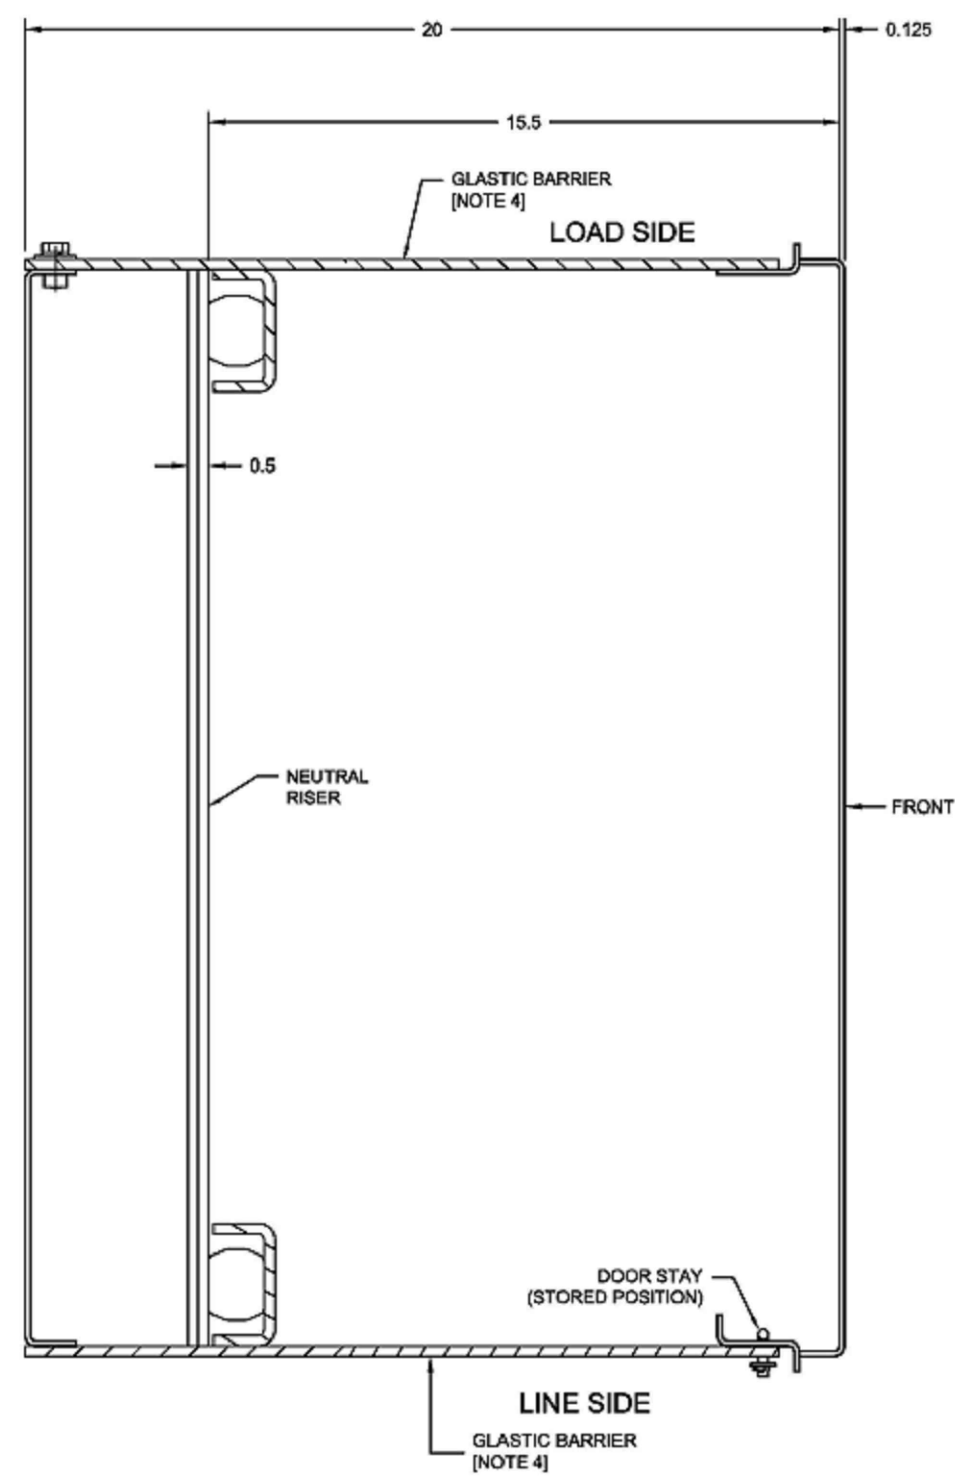 20
0.125
15.5
GLASTIC BARRIER
[NOTE 4]
LOAD SIDE
0.5
NEUTRAL
RISER
FRONT
DOOR STAY
(STORED POSITION)
LINE SIDE
GLASTIC BARRIER
[NOTE 4]